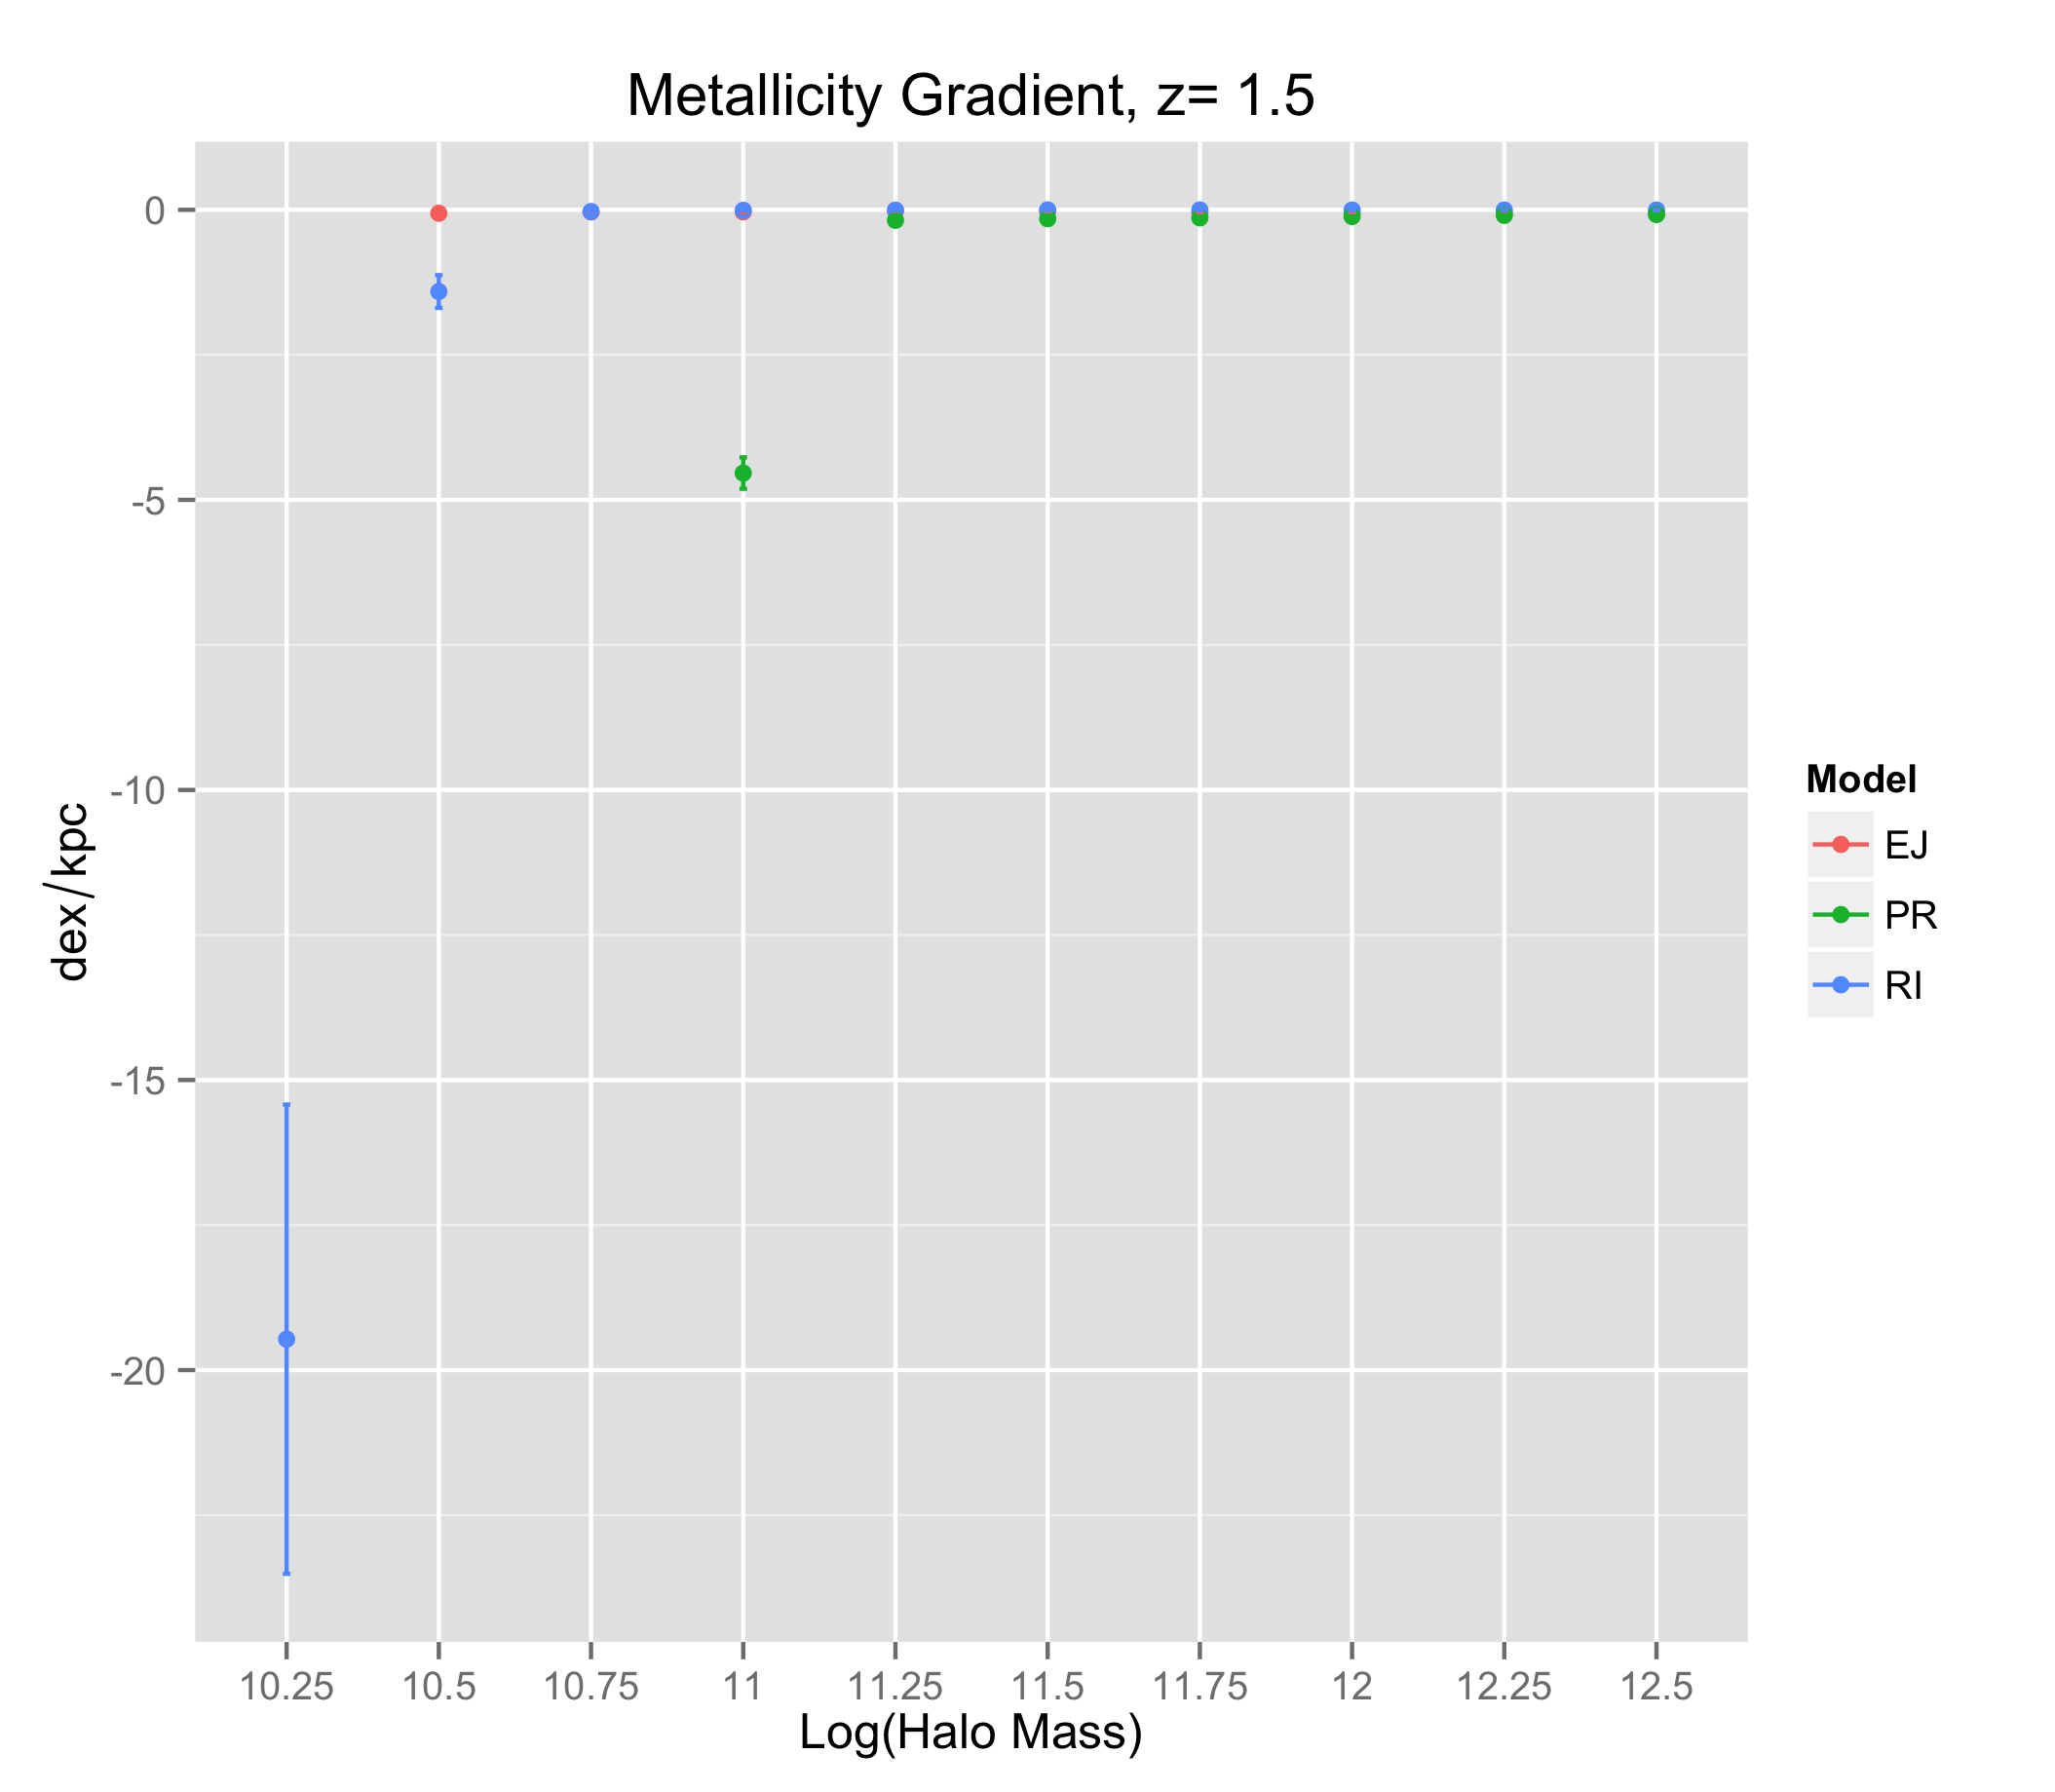 Metallicity Gradient, z= 1.5
0
-5
-10
-15
-20
dex/kpc
10.25 10.5 10.75 11 11.25 11.5 11.75 12 12.25 12.5
Log(Halo Mass)
Model
EJ
PR
RI